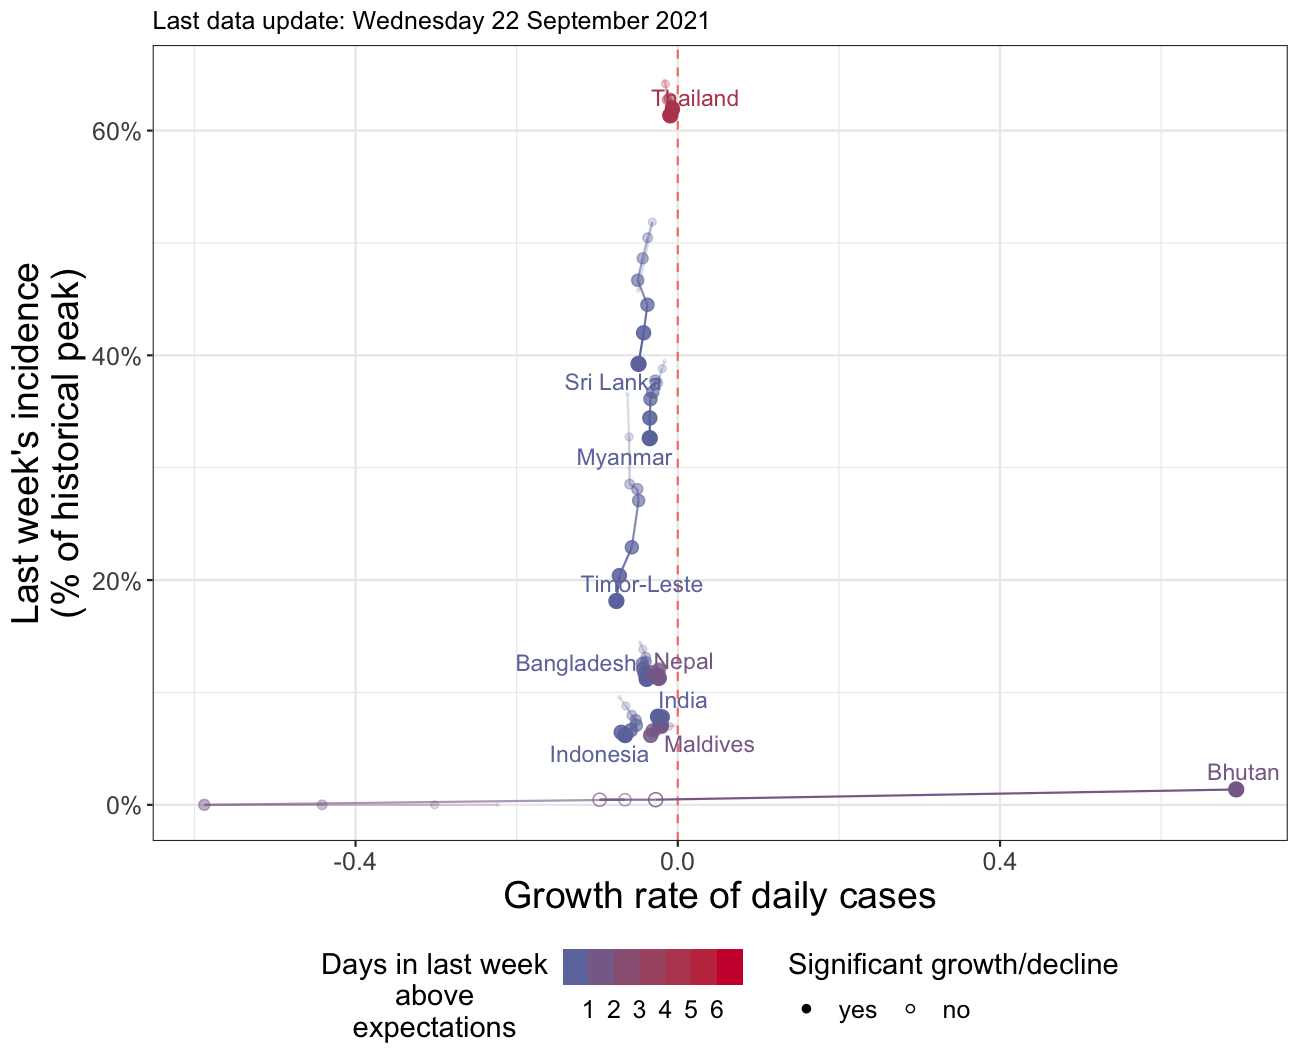 Last data update: Wednesday 22 September 2021
Last week's incidence
(% of historical peak)
60%
40%
20%
0%
Thailand
Sri Lanka
Myanmar
Timor-Leste
Bangladesh
Nepal
India
Indonesia
Maldives
Bhutan
-0.4
0.0
0.4
Growth rate of daily cases
Days in last week
above
expectations
1 2 3 4 5 6
Significant growth/decline
yes
no